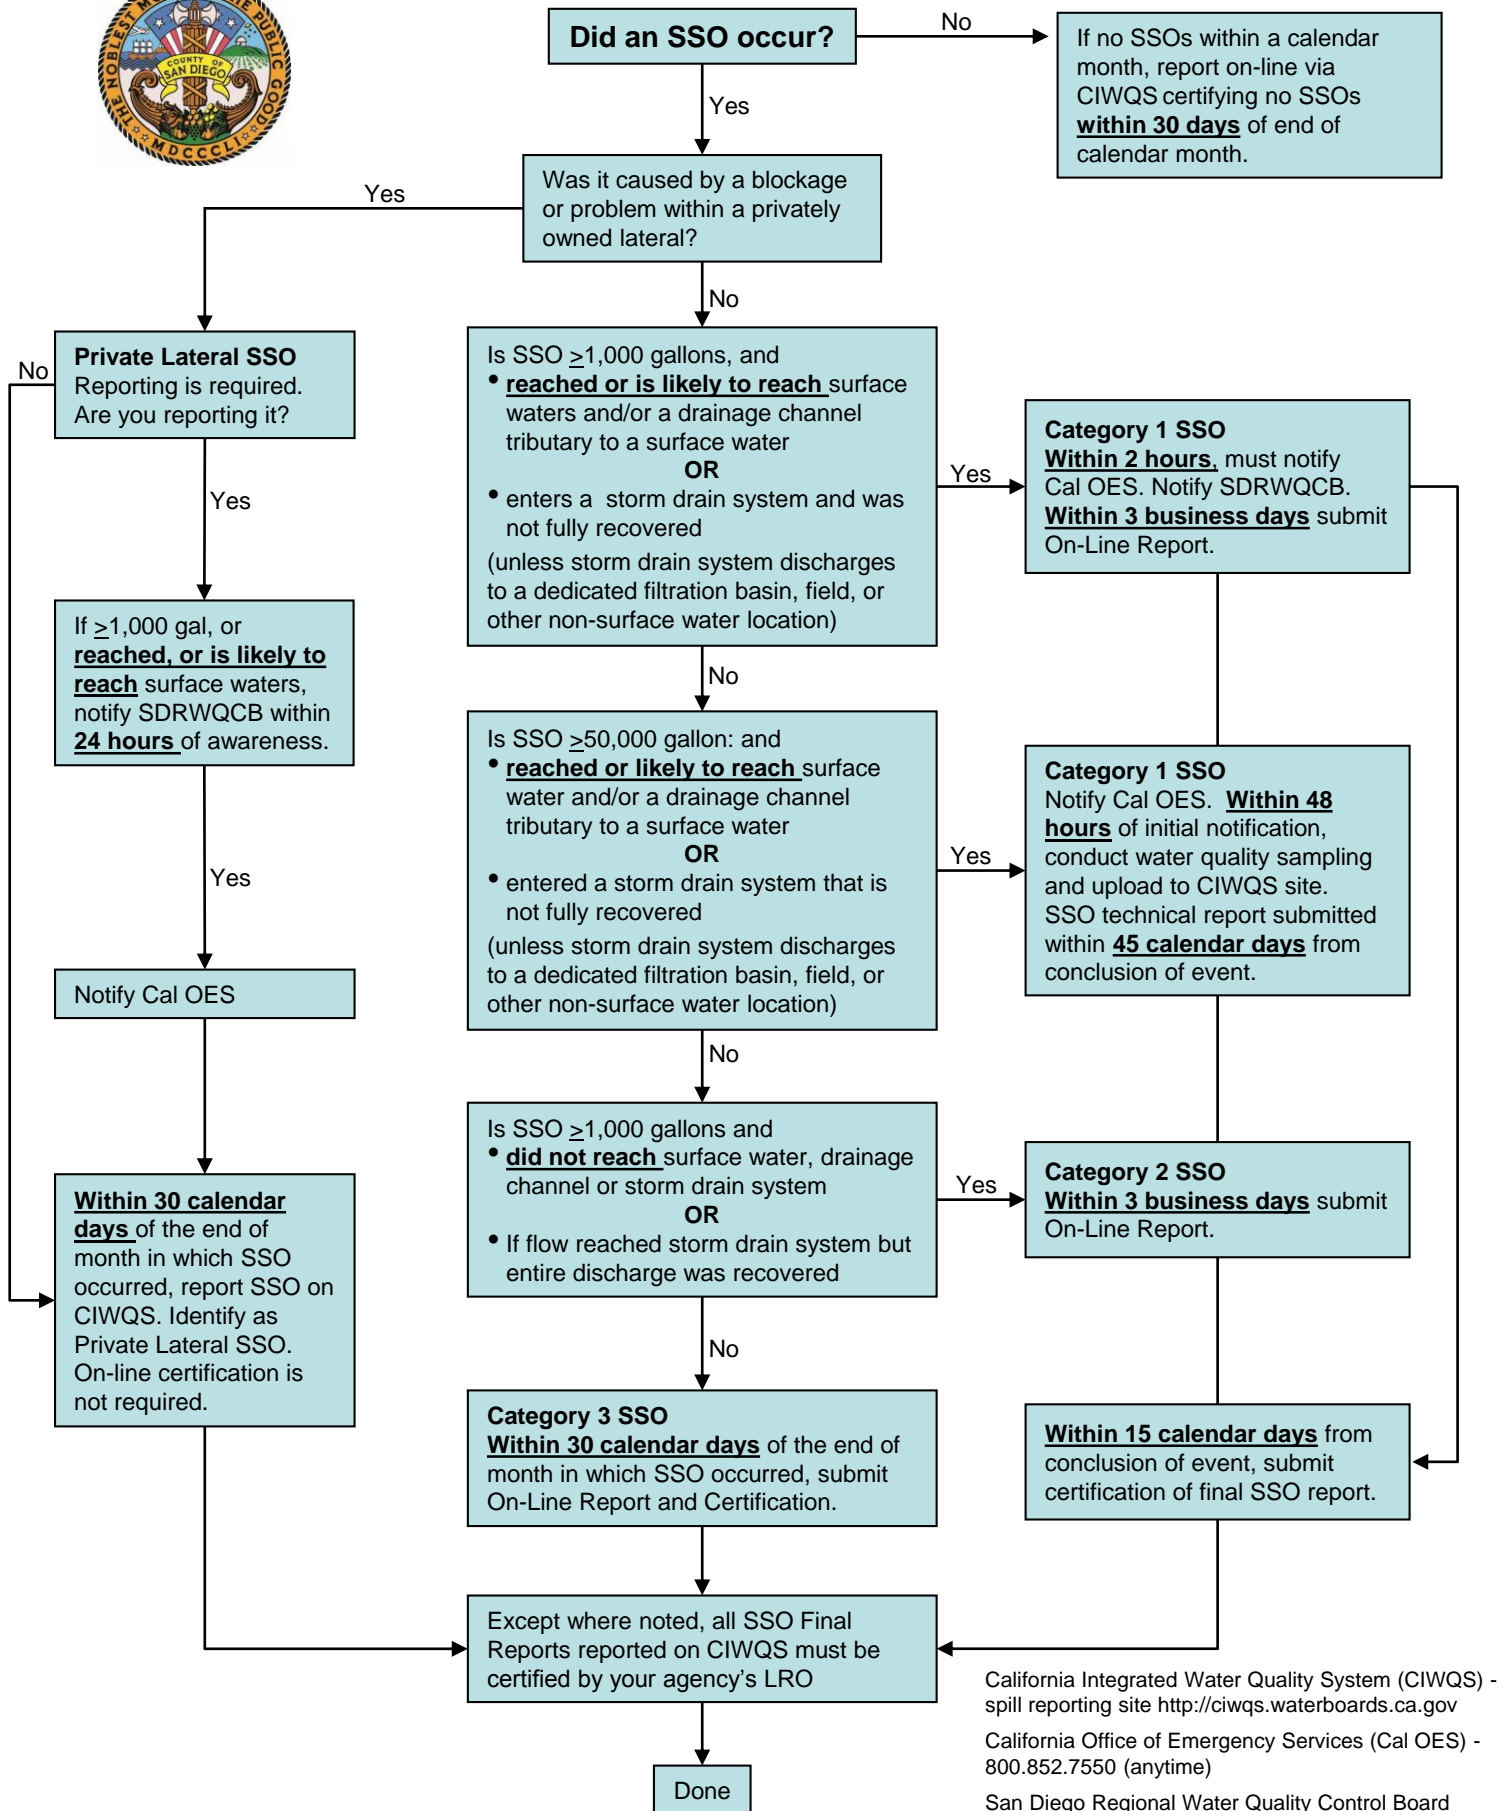 THE NOBLEST MOTIVE IS THE PUBLIC GOOD
COUNTY OF
SAN DIEGO
MDCCCLI
Did an SSO occur?
No
If no SSOs within a calendar
month, report on-line via
CIWQS certifying no SSOs
within 30 days of end of
calendar month.
Yes
Was it caused by a blockage
or problem within a privately
owned lateral?
Yes
No
No
Private Lateral SSO
Reporting is required.
Are you reporting it?
Yes
If ≥1,000 gal, or
reached, or is likely to
reach surface waters,
notify SDRWQCB within
24 hours of awareness.
Yes
Notify Cal OES
Within 30 calendar
days of the end of
month in which SSO
occurred, report SSO on
CIWQS. Identify as
Private Lateral SSO.
On-line certification is
not required.
Is SSO ≥1,000 gallons, and
• reached or is likely to reach surface
waters and/or a drainage channel
tributary to a surface water
OR
• enters a storm drain system and was
not fully recovered
(unless storm drain system discharges
to a dedicated filtration basin, field, or
other non-surface water location)
Yes
Category 1 SSO
Within 2 hours, must notify
Cal OES. Notify SDRWQCB.
Within 3 business days submit
On-Line Report.
No
Is SSO ≥50,000 gallon: and
• reached or likely to reach surface
water and/or a drainage channel
tributary to a surface water
OR
• entered a storm drain system that is
not fully recovered
(unless storm drain system discharges
to a dedicated filtration basin, field, or
other non-surface water location)
Yes
Category 1 SSO
Notify Cal OES. Within 48
hours of initial notification,
conduct water quality sampling
and upload to CIWQS site.
SSO technical report submitted
within 45 calendar days from
conclusion of event.
No
Is SSO ≥1,000 gallons and
• did not reach surface water, drainage
channel or storm drain system
OR
• If flow reached storm drain system but
entire discharge was recovered
Yes
Category 2 SSO
Within 3 business days submit
On-Line Report.
No
Category 3 SSO
Within 30 calendar days of the end of
month in which SSO occurred, submit
On-Line Report and Certification.
Within 15 calendar days from
conclusion of event, submit
certification of final SSO report.
Except where noted, all SSO Final
Reports reported on CIWQS must be
certified by your agency's LRO
Done
California Integrated Water Quality System (CIWQS) -
spill reporting site http://ciwqs.waterboards.ca.gov
California Office of Emergency Services (Cal OES) -
800.852.7550 (anytime)
San Diego Regional Water Quality Control Board